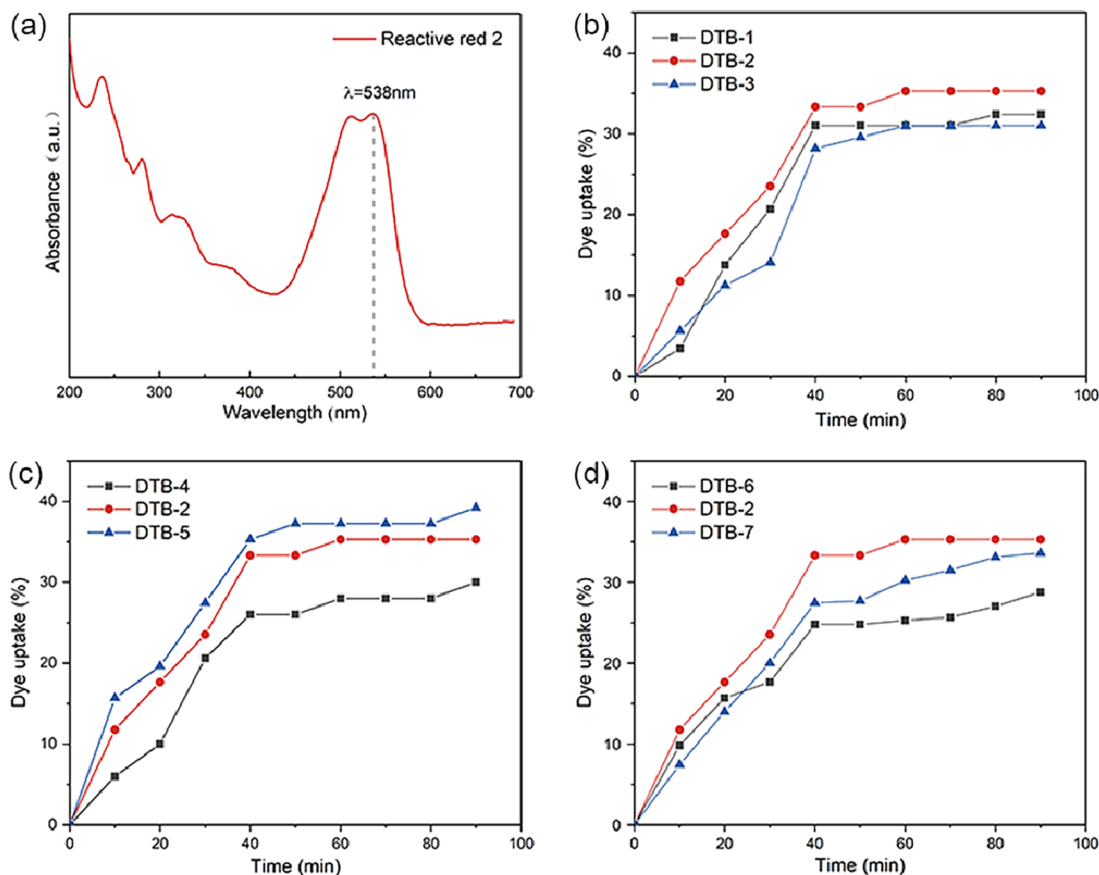 (a)
Reactive red 2
λ=538nm
Absorbance (a.u.)
200 300 400 500 600 700
Wavelength (nm)
(b)
DTB-1
DTB-2
DTB-3
Dye uptake (%)
40
30
20
10
0
0 20 40 60 80 100
Time (min)
(c)
DTB-4
DTB-2
DTB-5
Dye uptake (%)
40
30
20
10
0
0 20 40 60 80 100
Time (min)
(d)
DTB-6
DTB-2
DTB-7
Dye uptake (%)
40
30
20
10
0
0 20 40 60 80 100
Time (min)